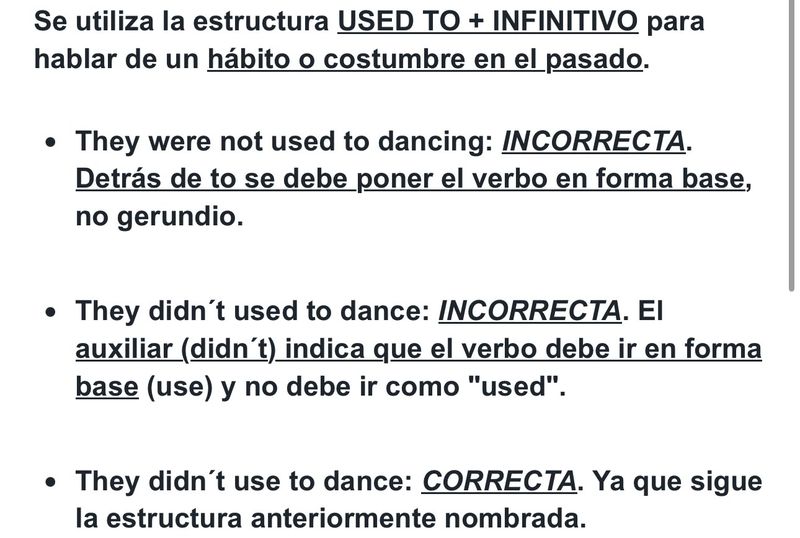 Se utiliza la estructura USED TO + INFINITIVO para
hablar de un hábito o costumbre en el pasado.
• They were not used to dancing: INCORRECTA.
Detrás de to se debe poner el verbo en forma base,
no gerundio.
• They didn´t used to dance: INCORRECTA. El
auxiliar (didn´t) indica que el verbo debe ir en forma
base (use) y no debe ir como "used".
• They didn´t use to dance: CORRECTA. Ya que sigue
la estructura anteriormente nombrada.